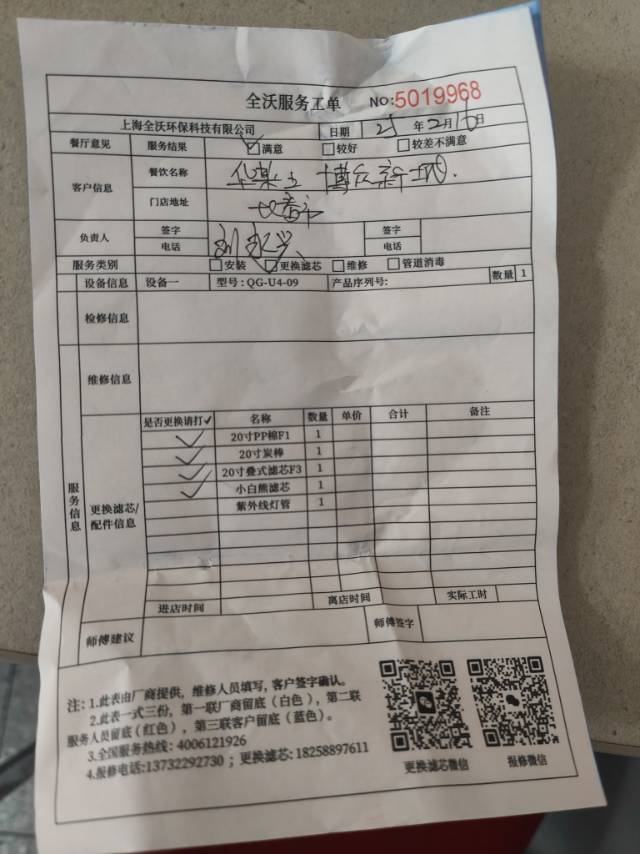 全沃服务工单 NO:5019968
上海全沃环保科技有限公司 日期 25 年 2月16日
餐厅意见 服务结果 ☑满意 □较好 □较差不满意
客户信息 餐饮名称 博众新城
门店地址
负责人 签字 签字
电话 电话
服务类别 □安装 ☑更换滤芯 □维修 □管道消毒
设备信息 设备一 型号:QG-U4-09 产品序列号: 数量 1
检修信息
维修信息
服务信息
更换滤芯/配件信息
是否更换请打✓ 名称 数量 单价 合计 备注
✓ 20寸PP棉F1 1
✓ 20寸炭棒 1
✓ 20寸叠式滤芯F3 1
✓ 小白熊滤芯 1
紫外线灯管 1
进店时间 离店时间 实际工时
师傅建议 师傅签字
注:1.此表由厂商提供,维修人员填写,客户签字确认。
2.此表一式三份,第一联厂商留底(白色),第二联
服务人员留底(红色),第三联客户留底(蓝色)。
3.全国服务热线:4006121926
4.报修电话:13732292730;更换滤芯:18258897611
更换滤芯微信 报修微信